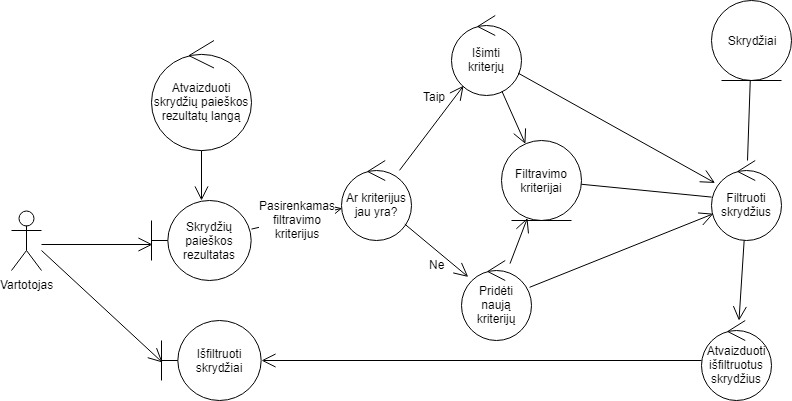 Atvaizduoti
skrydžių paieškos
rezultatų langą
Išimti
kriterjų
Skrydžiai
Taip
Filtravimo
kriterijai
Filtruoti
skrydžius
Pasirenkamas
filtravimo
kriterijus
Ar kriterijus
jau yra?
Skrydžių
paieškos
rezultatas
Vartotojas
Ne
Pridėti
naują
kriterijų
Išfiltruoti
skrydžiai
Atvaizduoti
išfiltruotus
skrydžius